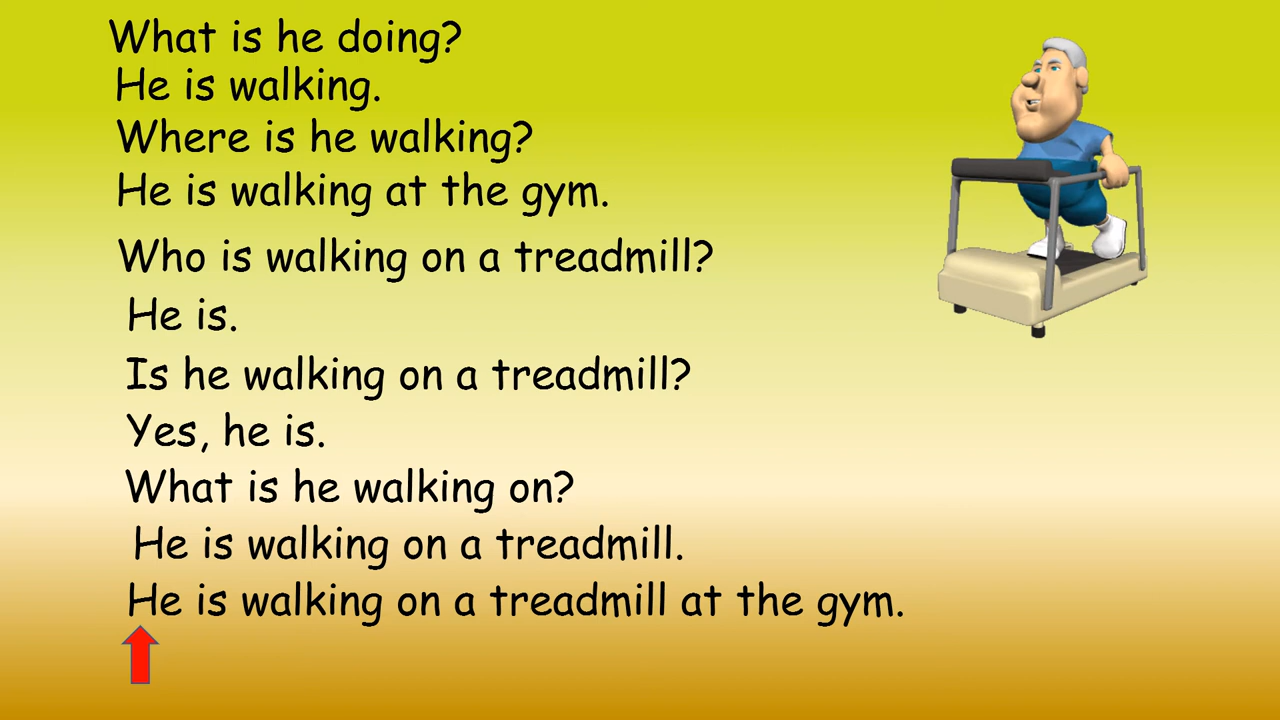 What is he doing?
He is walking.
Where is he walking?
He is walking at the gym.
Who is walking on a treadmill?
He is.
Is he walking on a treadmill?
Yes, he is.
What is he walking on?
He is walking on a treadmill.
He is walking on a treadmill at the gym.